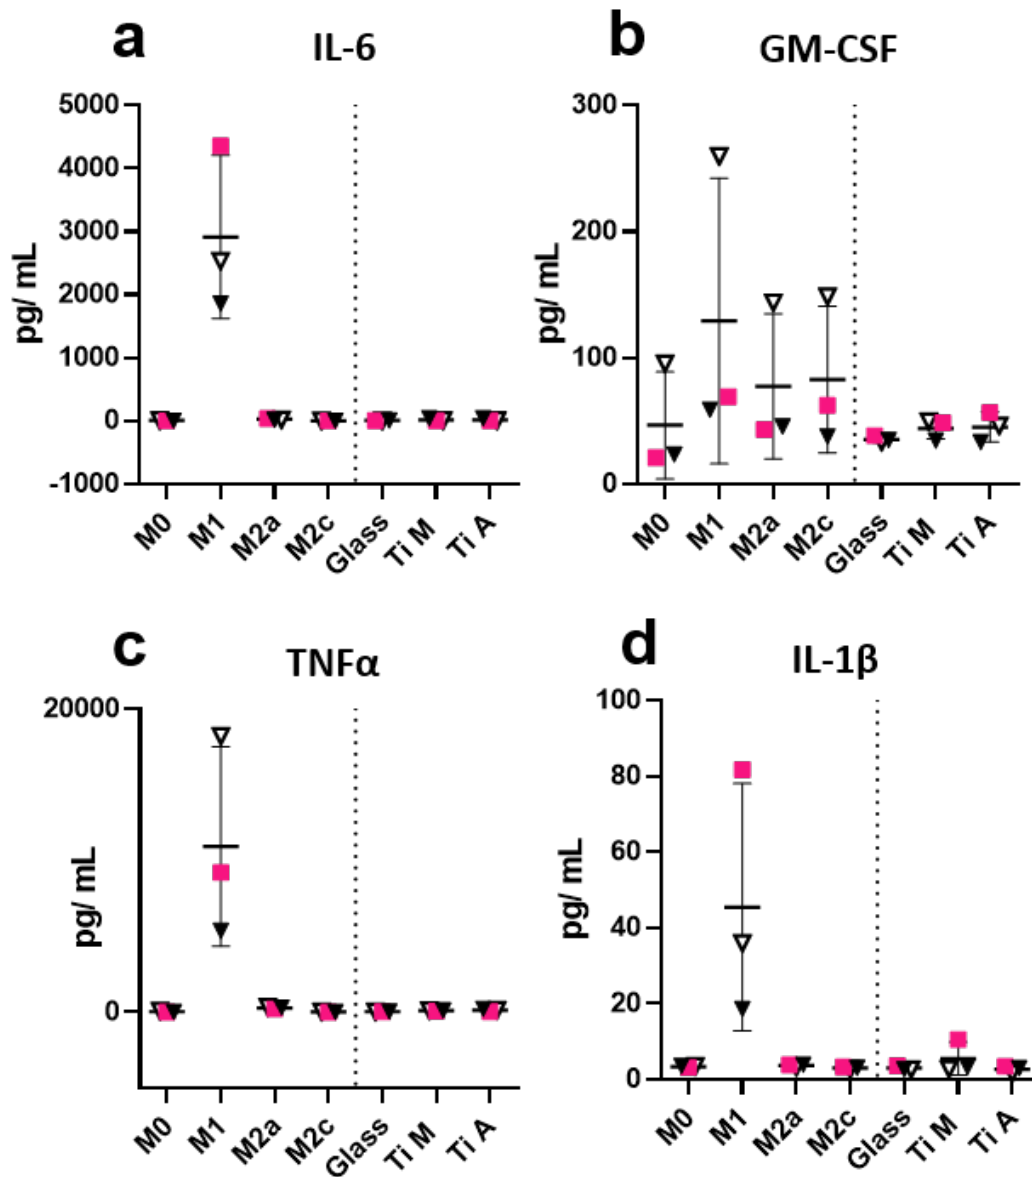 a
IL-6
pg/ mL
5000
4000
3000
2000
1000
0
-1000
M0
M1
M2a
M2c
Glass
Ti M
Ti A
b
GM-CSF
pg/ mL
300
200
100
0
M0
M1
M2a
M2c
Glass
Ti M
Ti A
c
TNFα
pg/ mL
20000
0
M0
M1
M2a
M2c
Glass
Ti M
Ti A
d
IL-1β
pg/ mL
100
80
60
40
20
0
M0
M1
M2a
M2c
Glass
Ti M
Ti A